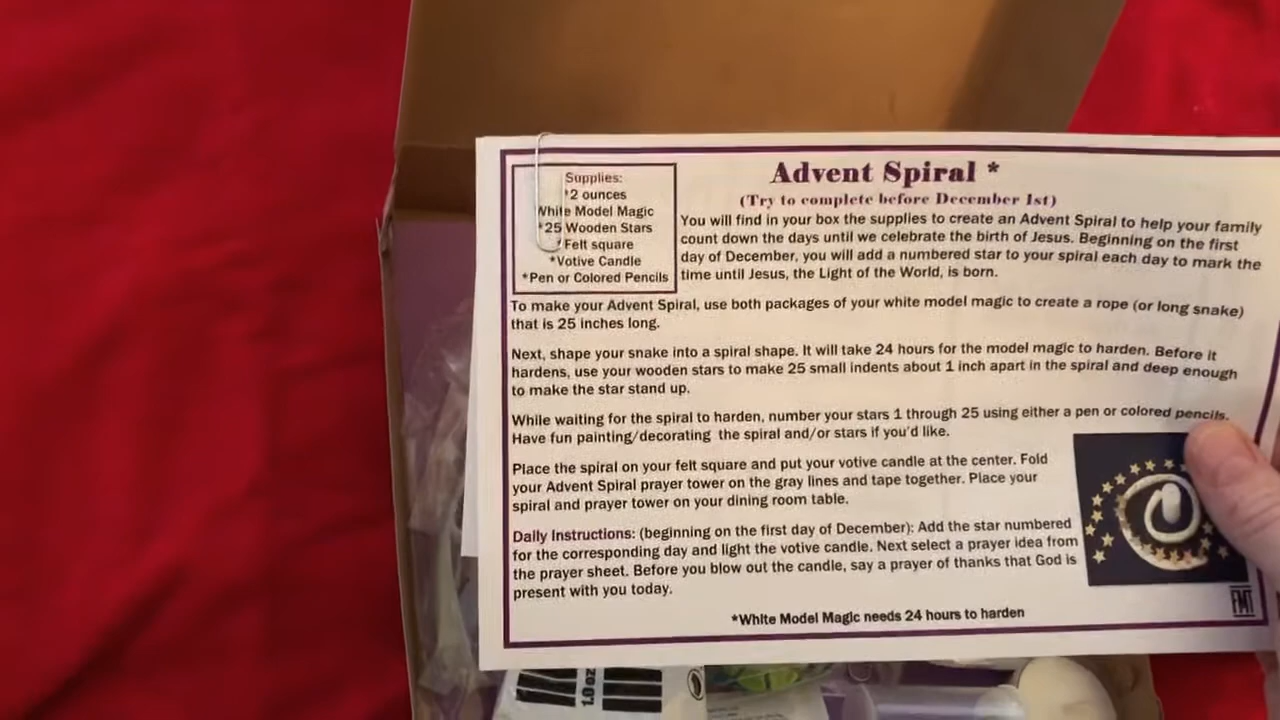 Supplies:
*2 ounces
White Model Magic
*25 Wooden Stars
*Felt square
*Votive Candle
*Pen or Colored Pencils
Advent Spiral *
(Try to complete before December 1st)
You will find in your box the supplies to create an Advent Spiral to help your family
count down the days until we celebrate the birth of Jesus. Beginning on the first
day of December, you will add a numbered star to your spiral each day to mark the
time until Jesus, the Light of the World, is born.
To make your Advent Spiral, use both packages of your white model magic to create a rope (or long snake)
that is 25 inches long.
Next, shape your snake into a spiral shape. It will take 24 hours for the model magic to harden. Before it
hardens, use your wooden stars to make 25 small indents about 1 inch apart in the spiral and deep enough
to make the star stand up.
While waiting for the spiral to harden, number your stars 1 through 25 using either a pen or colored pencils.
Have fun painting/decorating the spiral and/or stars if you'd like.
Place the spiral on your felt square and put your votive candle at the center. Fold
your Advent Spiral prayer tower on the gray lines and tape together. Place your
spiral and prayer tower on your dining room table.
Daily Instructions: (beginning on the first day of December): Add the star numbered
for the corresponding day and light the votive candle. Next select a prayer idea from
the prayer sheet. Before you blow out the candle, say a prayer of thanks that God is
present with you today.
*White Model Magic needs 24 hours to harden
FMT
1.0 oz